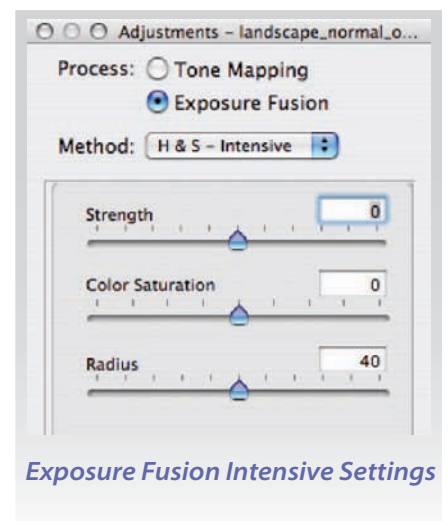 Adjustments – landscape_normal_o...
Process: Tone Mapping
Exposure Fusion
Method: H & S – Intensive
Strength 0
Color Saturation 0
Radius 40
Exposure Fusion Intensive Settings